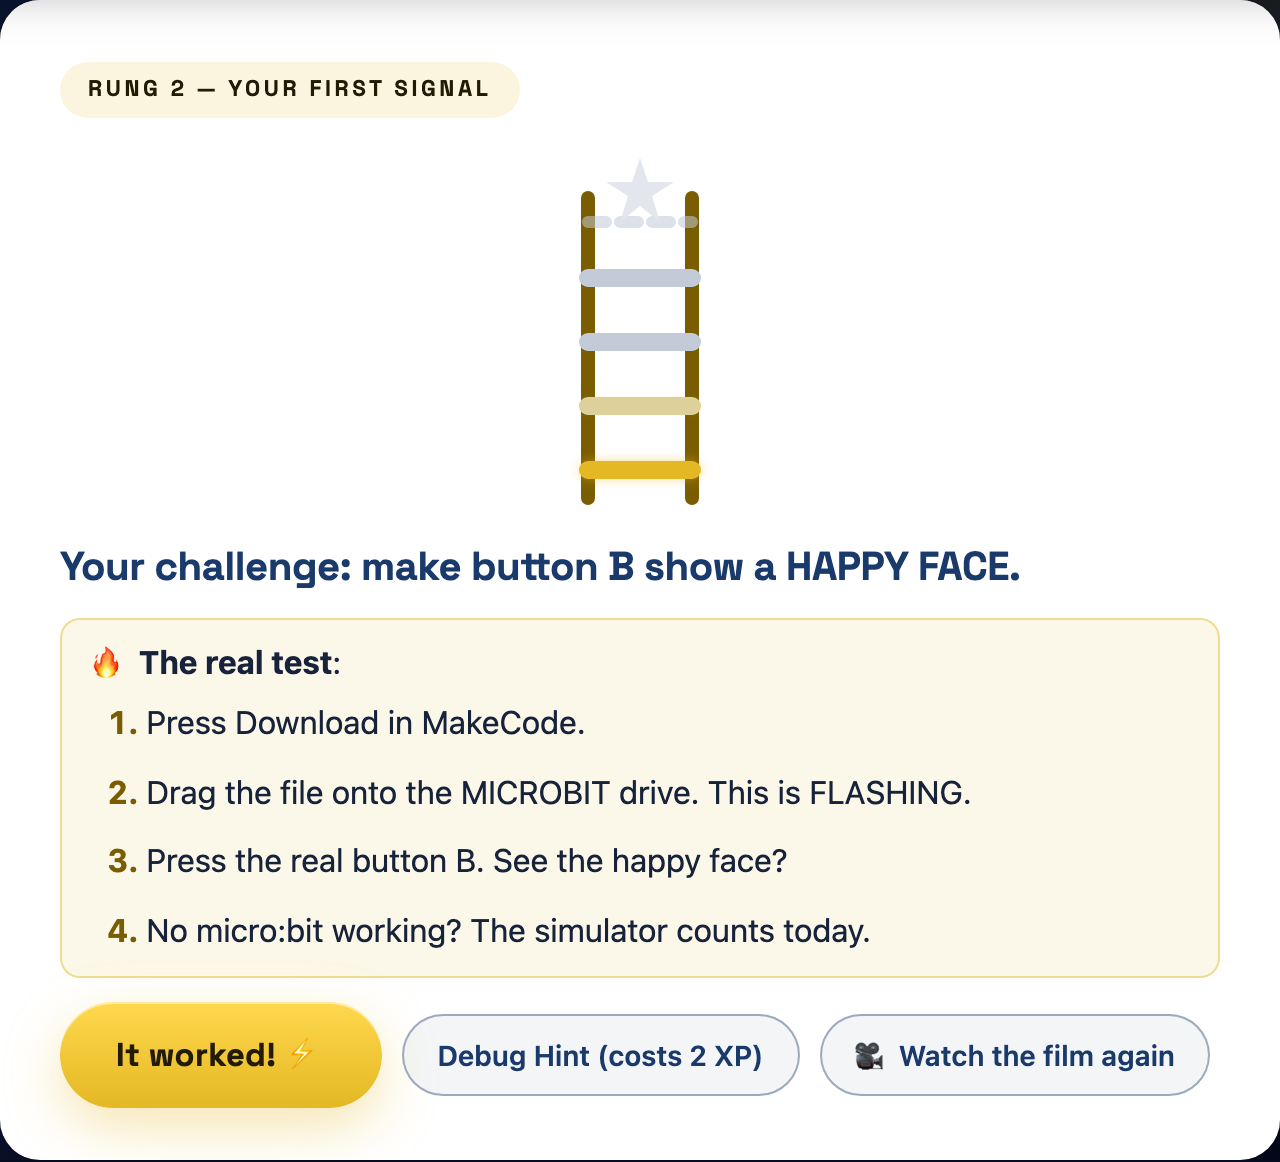 RUNG 2 — YOUR FIRST SIGNAL
Your challenge: make button B show a HAPPY FACE.
🔥 The real test:
1. Press Download in MakeCode.
2. Drag the file onto the MICROBIT drive. This is FLASHING.
3. Press the real button B. See the happy face?
4. No micro:bit working? The simulator counts today.
It worked! ⚡
Debug Hint (costs 2 XP)
🎥 Watch the film again